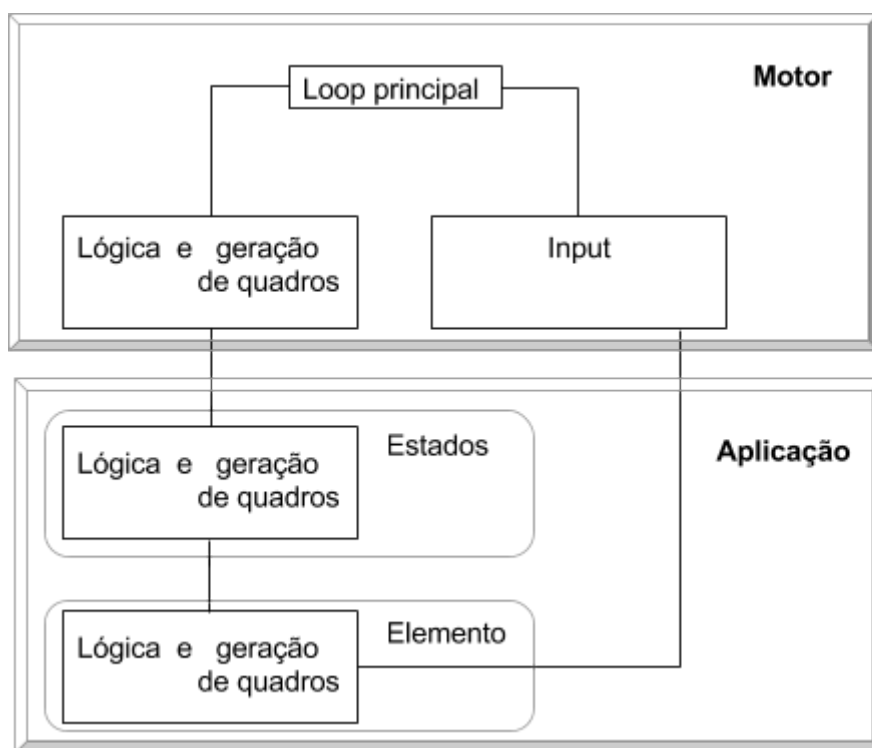 Motor
Loop principal
Lógica e geração
de quadros
Input
Aplicação
Estados
Lógica e geração
de quadros
Elemento
Lógica e geração
de quadros